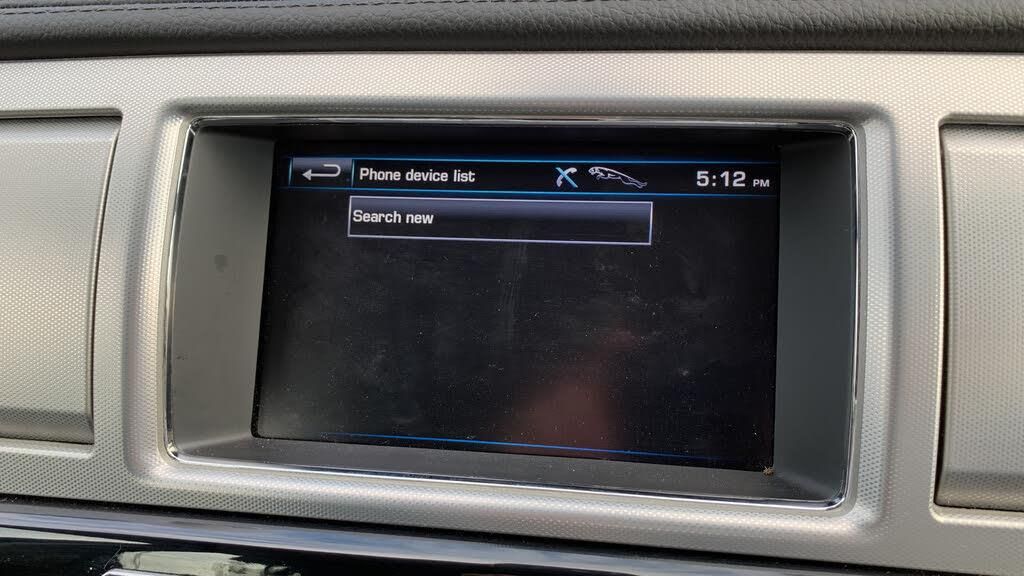 Phone device list
5:12 PM
Search new